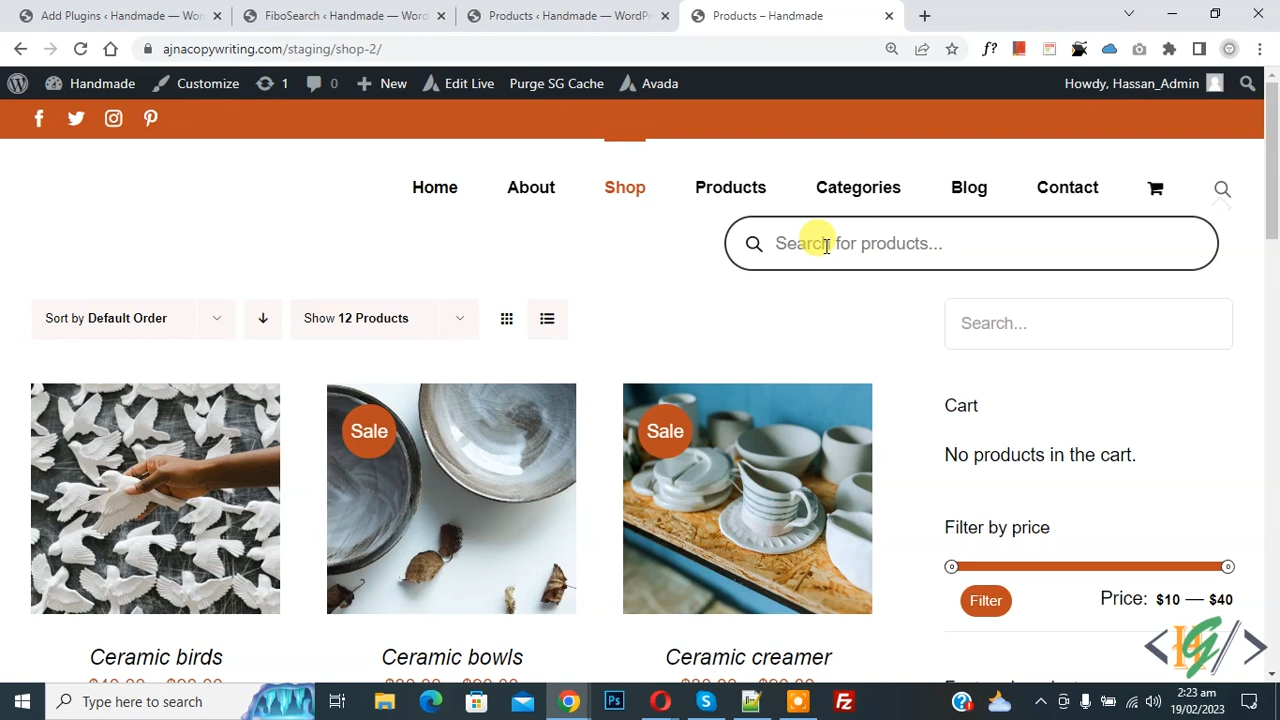 Add Plugins ‹ Handmade — Wor
FiboSearch ‹ Handmade — Word
Products ‹ Handmade — WordPr
Products – Handmade
ajnacopywriting.com/staging/shop-2/
f?
Handmade
Customize
1
0
New
Edit Live
Purge SG Cache
Avada
Howdy, Hassan_Admin
Home
About
Shop
Products
Categories
Blog
Contact
Search for products...
Sort by Default Order
Show 12 Products
Search...
Cart
No products in the cart.
Sale
Sale
Filter by price
Filter
Price: $10 — $40
Ceramic birds
Ceramic bowls
Ceramic creamer
Type here to search
2:23 am
19/02/2023